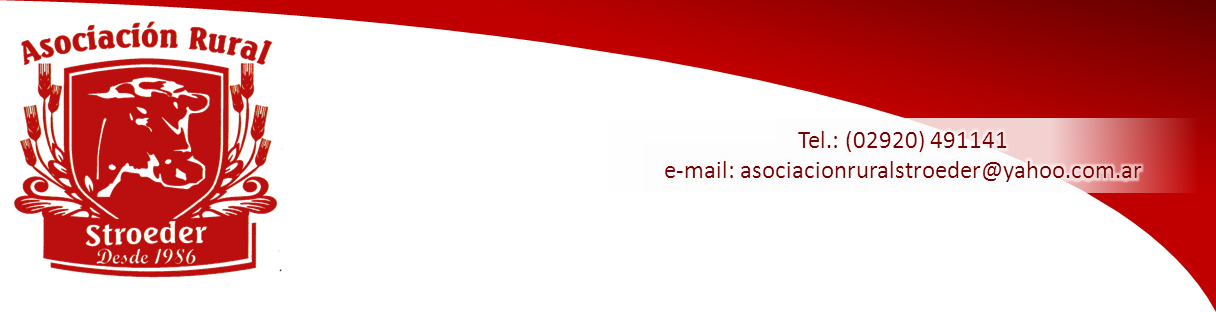 Asociación Rural
Stroeder
Desde 1986
Tel.: (02920) 491141
e-mail: asociacionruralstroeder@yahoo.com.ar